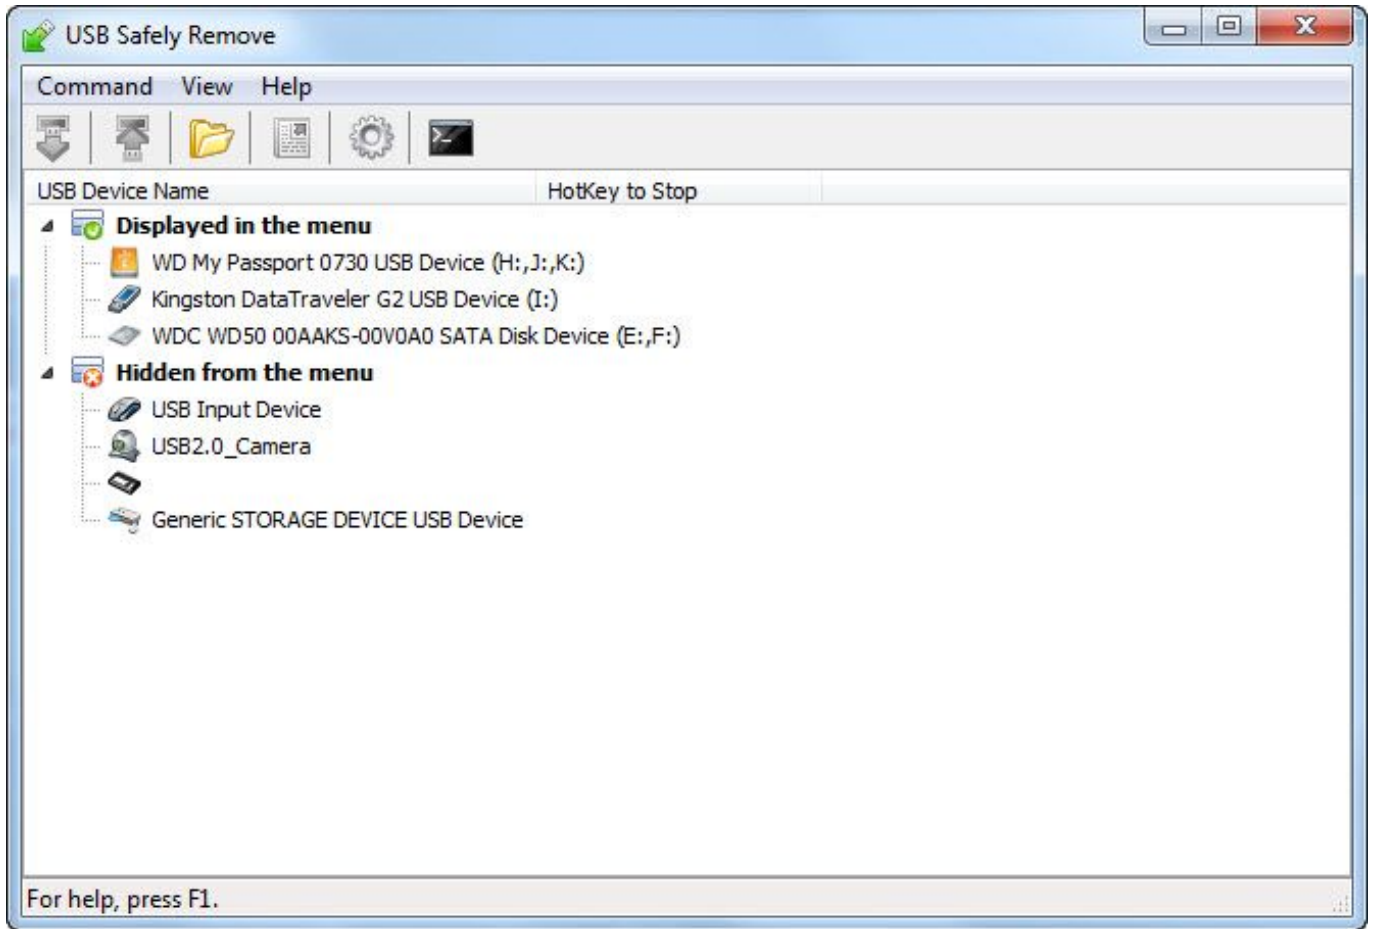 USB Safely Remove
Command View Help
USB Device Name HotKey to Stop
Displayed in the menu
WD My Passport 0730 USB Device (H:,J:,K:)
Kingston DataTraveler G2 USB Device (I:)
WDC WD50 00AAKS-00V0A0 SATA Disk Device (E:,F:)
Hidden from the menu
USB Input Device
USB2.0_Camera
Generic STORAGE DEVICE USB Device
For help, press F1.